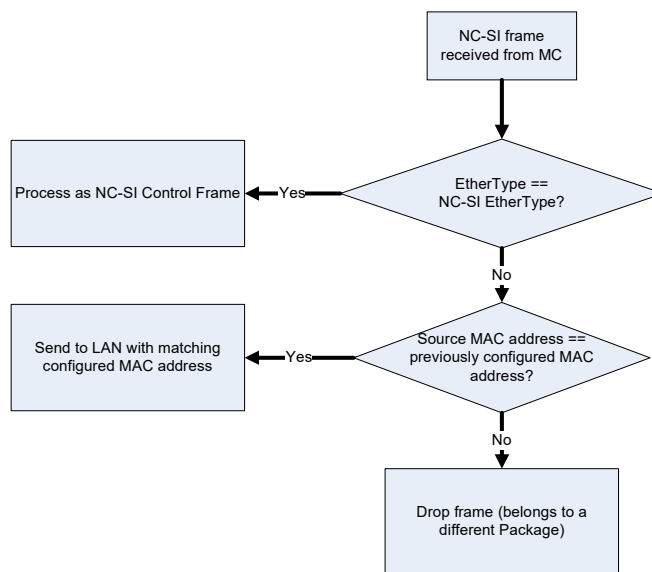 NC-SI frame
received from MC
EtherType ==
NC-SI EtherType?
Yes
Process as NC-SI Control Frame
No
Source MAC address ==
previously configured MAC
address?
Yes
Send to LAN with matching
configured MAC address
No
Drop frame (belongs to a
different Package)